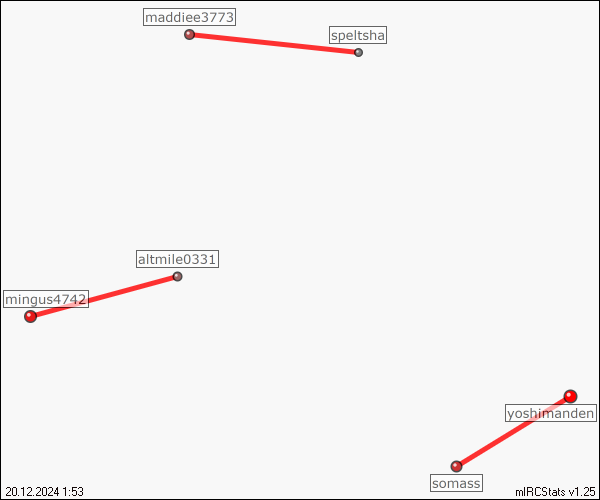 maddiee3773
speltsha
altmile0331
mingus4742
yoshimanden
somass
20.12.2024 1:53
mIRCStats v1.25